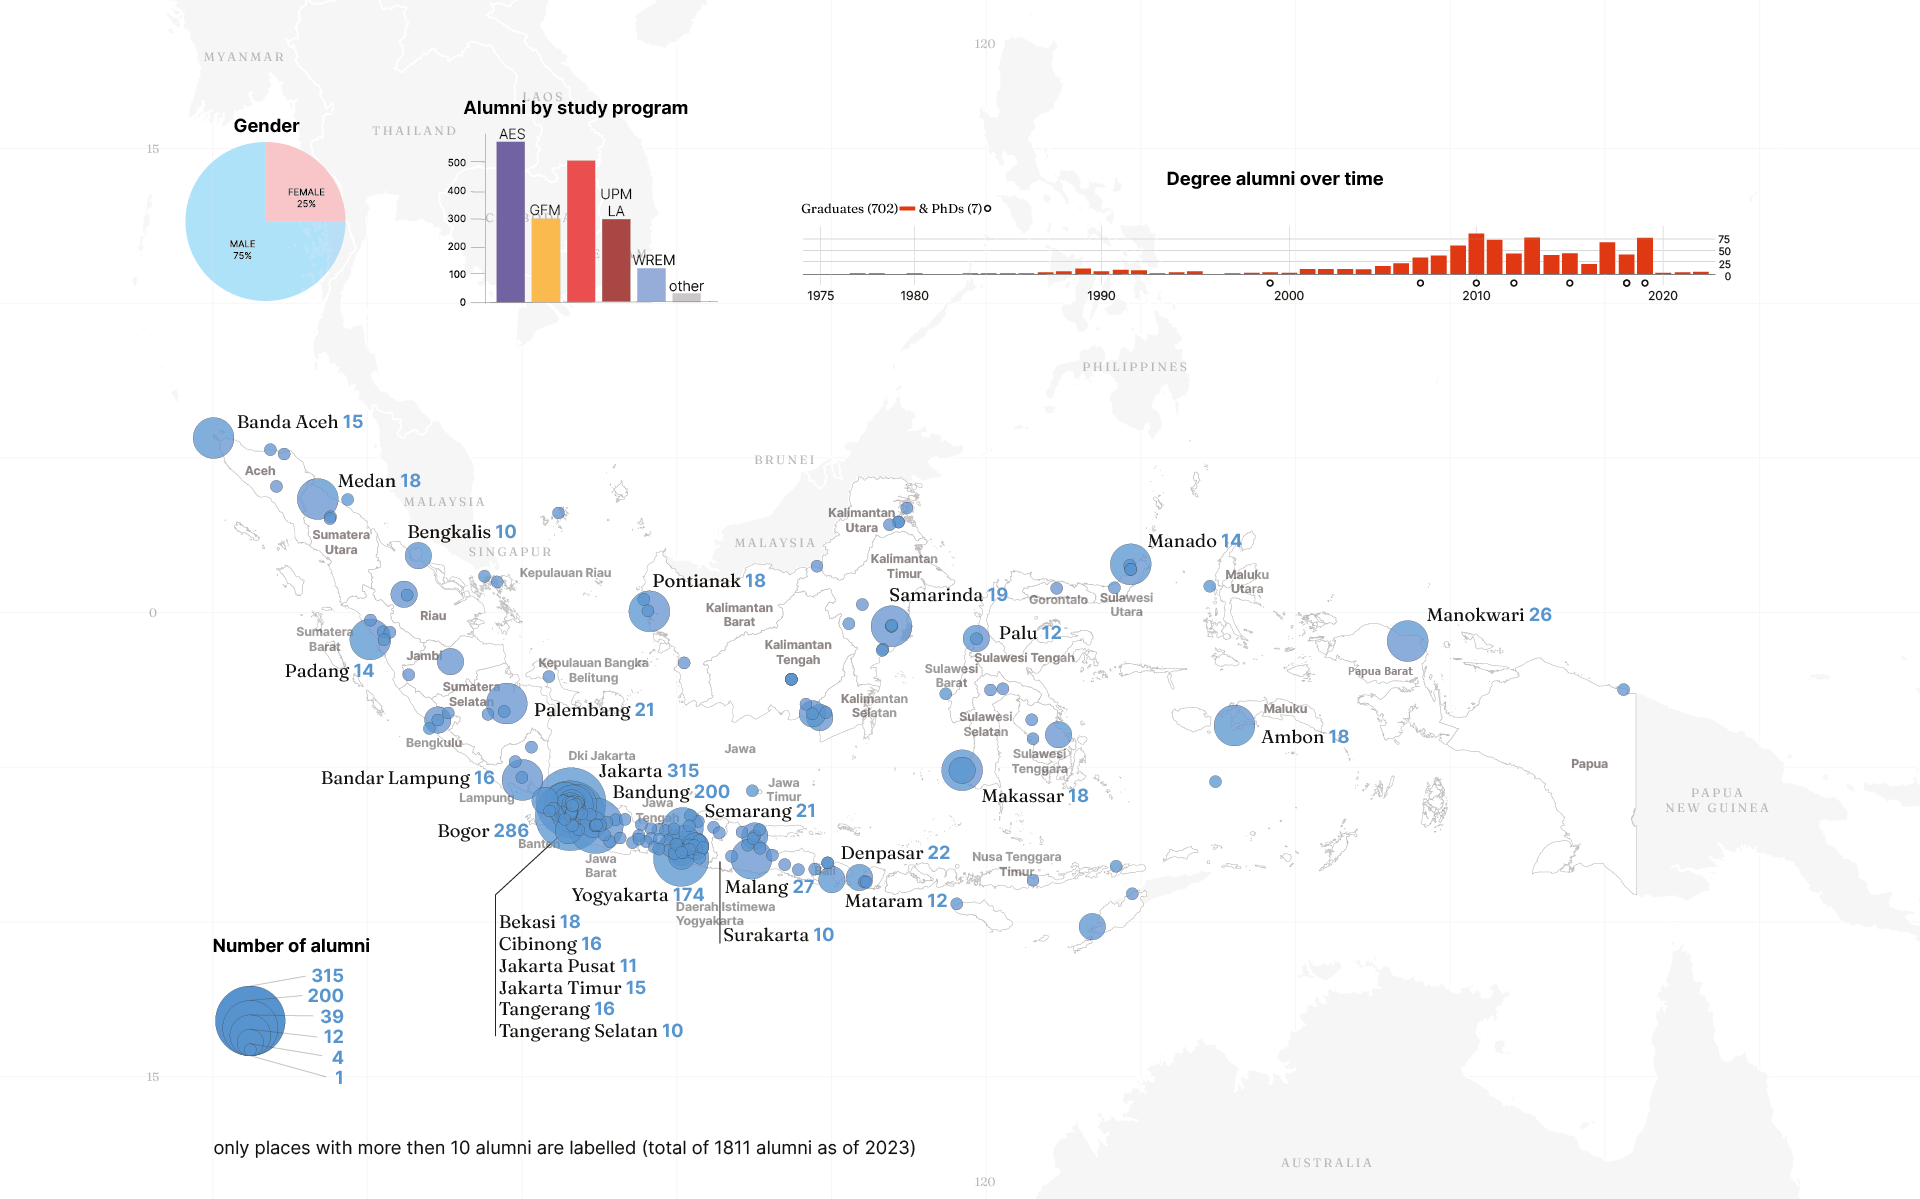 120
MYANMAR
LAOS
Alumni by study program
Gender
THAILAND
AES
15
500
Degree alumni over time
400
FEMALE
25%
UPM
LA
GFM
300
Graduates (702) & PhDs (7)
MALE
75%
200
WREM
75
50
25
0
100
other
0
1975 1980 1990 2000 2010 2020
PHILIPPINES
Banda Aceh 15
BRUNEI
Aceh
Medan 18
MALAYSIA
Kalimantan
Utara
Bengkalis 10
Sumatera
Utara
MALAYSIA
Manado 14
SINGAPUR
Kalimantan
Timur
Kepulauan Riau
Pontianak 18
Maluku
Utara
Samarinda 19
Gorontalo
Sulawesi
Utara
0
Kalimantan
Barat
Riau
Manokwari 26
Sumatera
Barat
Palu 12
Kalimantan
Tengah
Jambi
Sulawesi Tengah
Kepulauan Bangka
Belitung
Padang 14
Sulawesi
Barat
Papua Barat
Sumatera
Selatan
Kalimantan
Selatan
Palembang 21
Maluku
Sulawesi
Selatan
Bengkulu
Ambon 18
Jawa
Dki Jakarta
Sulawesi
Tenggara
Papua
Jakarta 315
Bandar Lampung 16
Bandung 200
Jawa
Timur
Makassar 18
PAPUA
NEW GUINEA
Lampung
Jawa
Tengah
Semarang 21
Bogor 286
Banten
Denpasar 22
Jawa
Barat
Nusa Tenggara
Timur
Bali
Yogyakarta 174
Malang 27
Mataram 12
Daerah Istimewa
Yogyakarta
Surakarta 10
Bekasi 18
Cibinong 16
Jakarta Pusat 11
Jakarta Timur 15
Tangerang 16
Tangerang Selatan 10
Number of alumni
315
200
39
12
4
1
15
only places with more then 10 alumni are labelled (total of 1811 alumni as of 2023)
AUSTRALIA
120